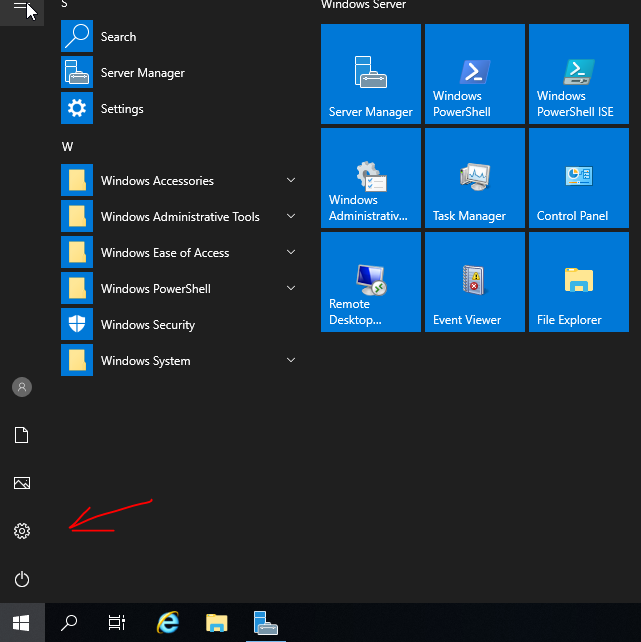 S
Search
Server Manager
Settings
W
Windows Accessories
Windows Administrative Tools
Windows Ease of Access
Windows PowerShell
Windows Security
Windows System
Windows Server
Server Manager
Windows
PowerShell
Windows
PowerShell ISE
Windows
Administrativ...
Task Manager
Control Panel
Remote
Desktop...
Event Viewer
File Explorer